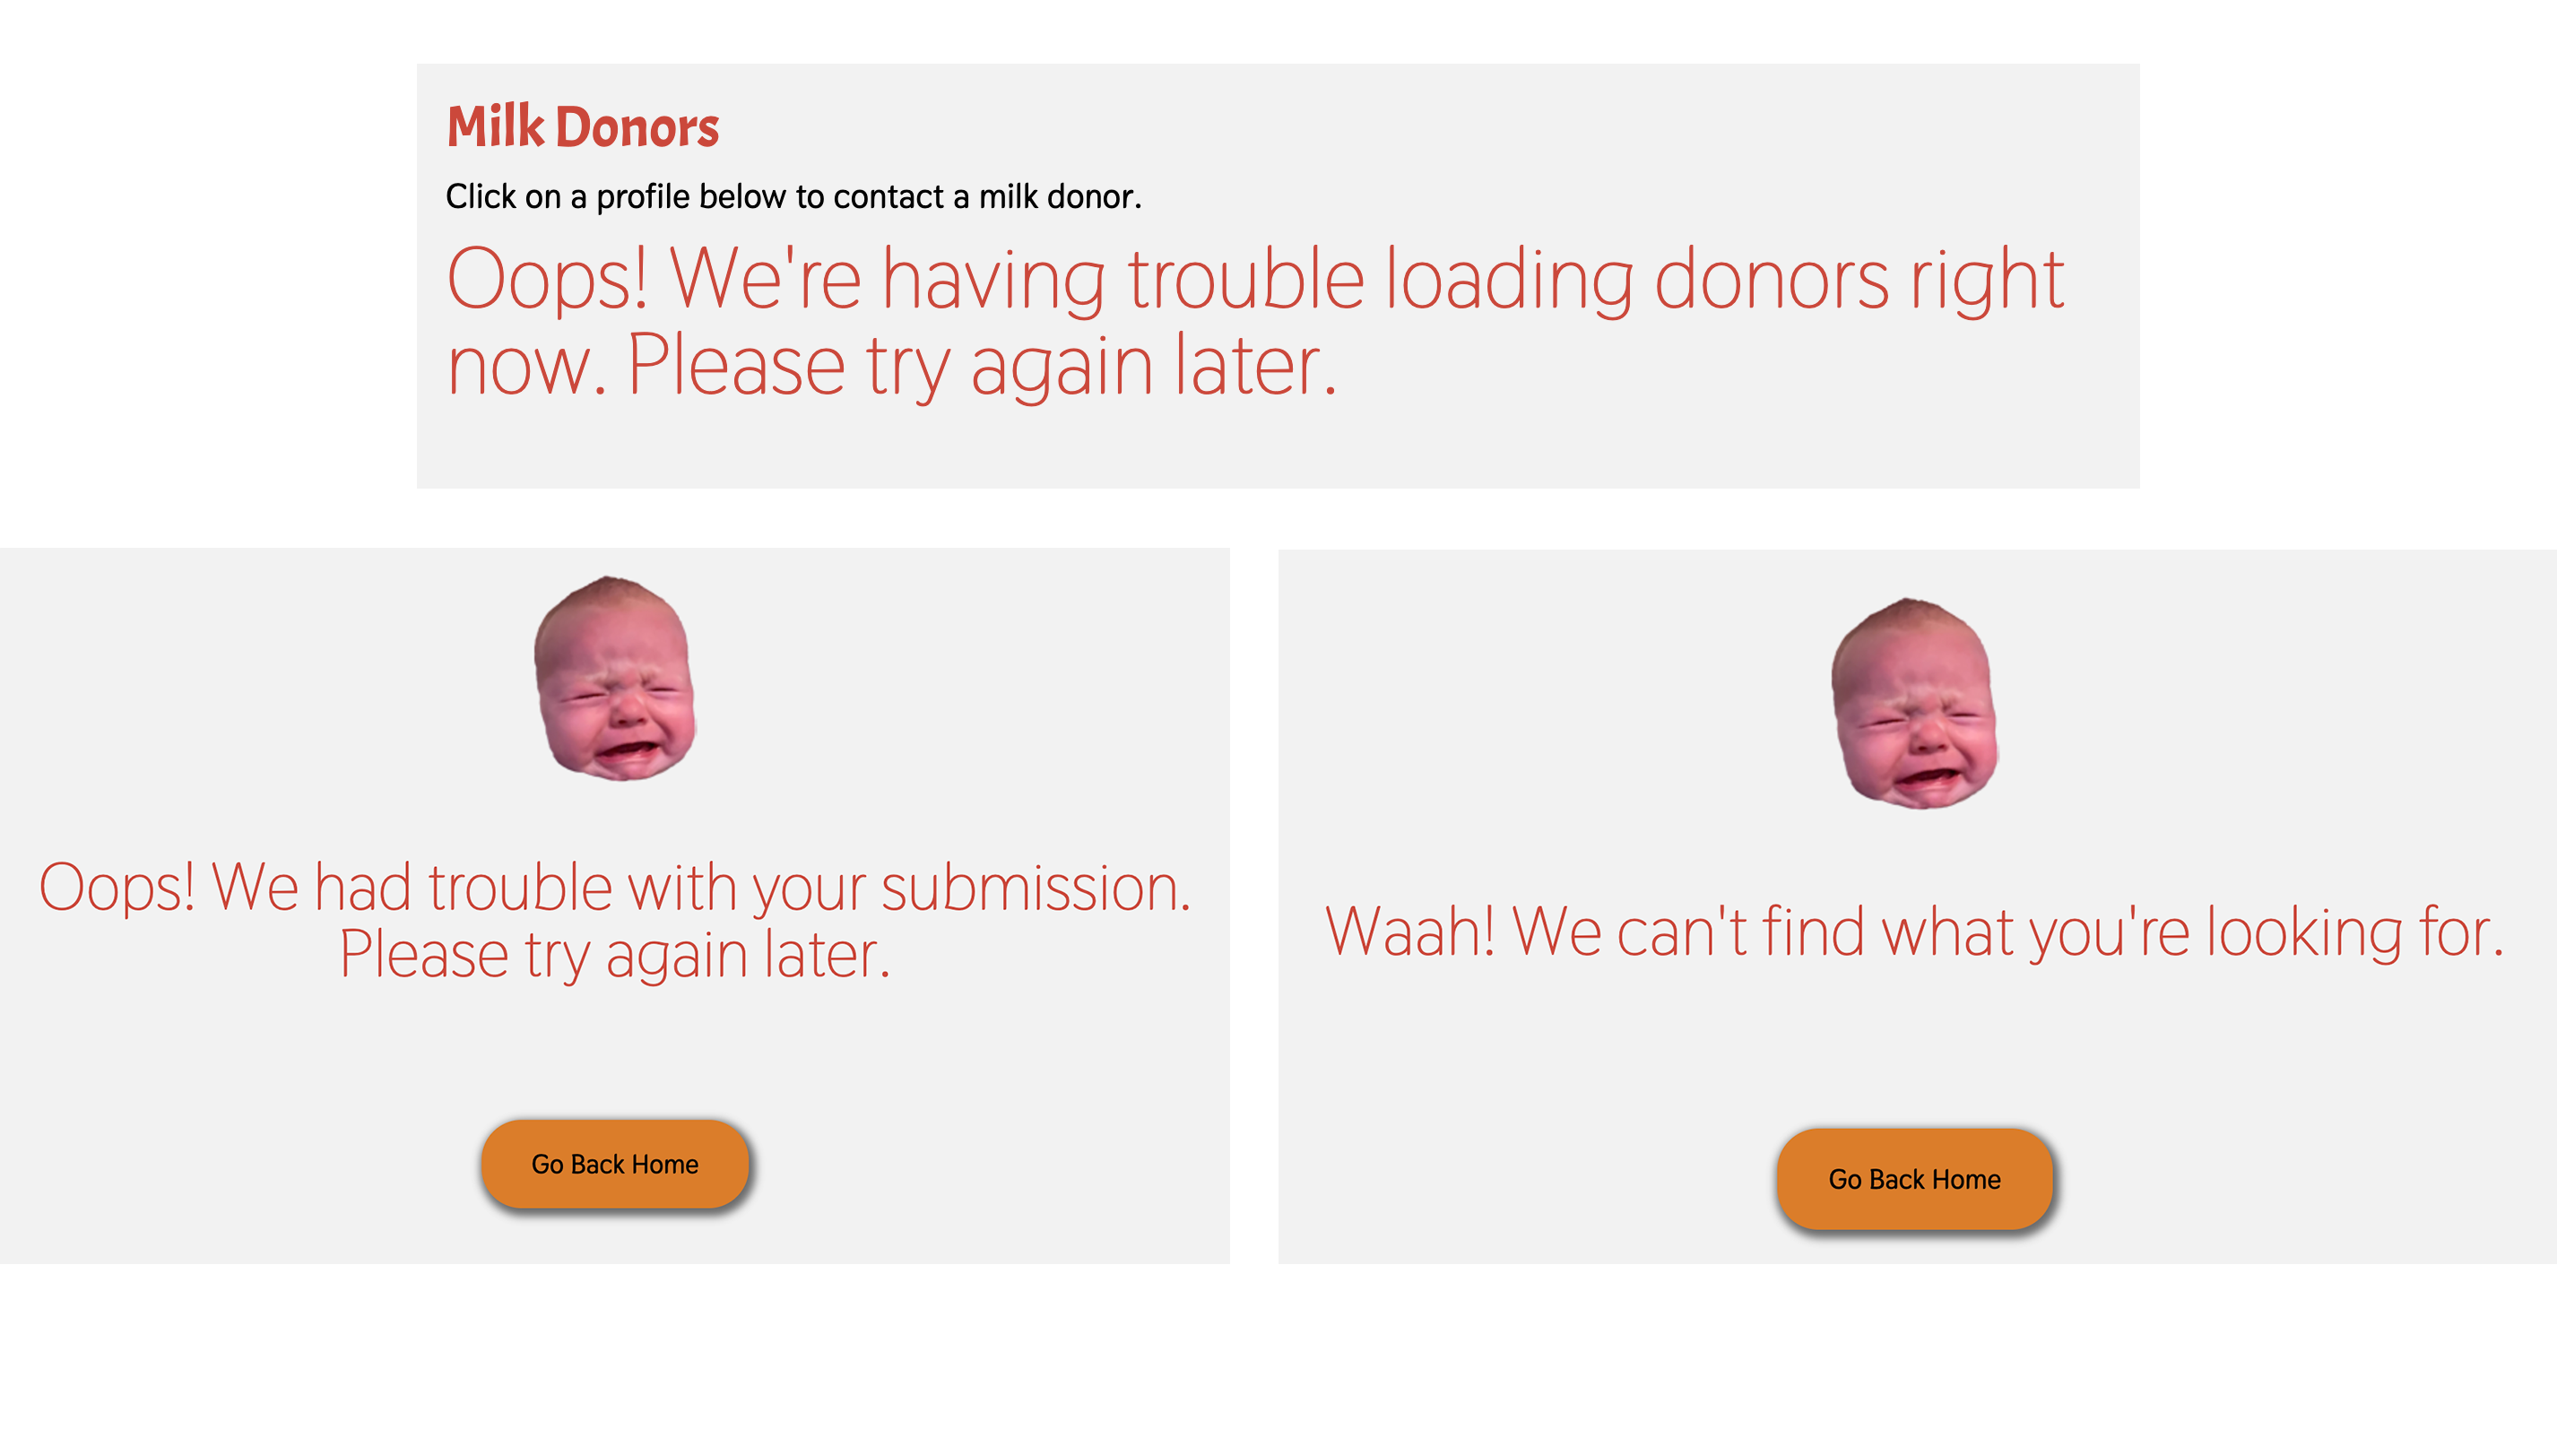 Milk Donors
Click on a profile below to contact a milk donor.
Oops! We're having trouble loading donors right
now. Please try again later.
Oops! We had trouble with your submission.
Please try again later.
Go Back Home
Waah! We can't find what you're looking for.
Go Back Home